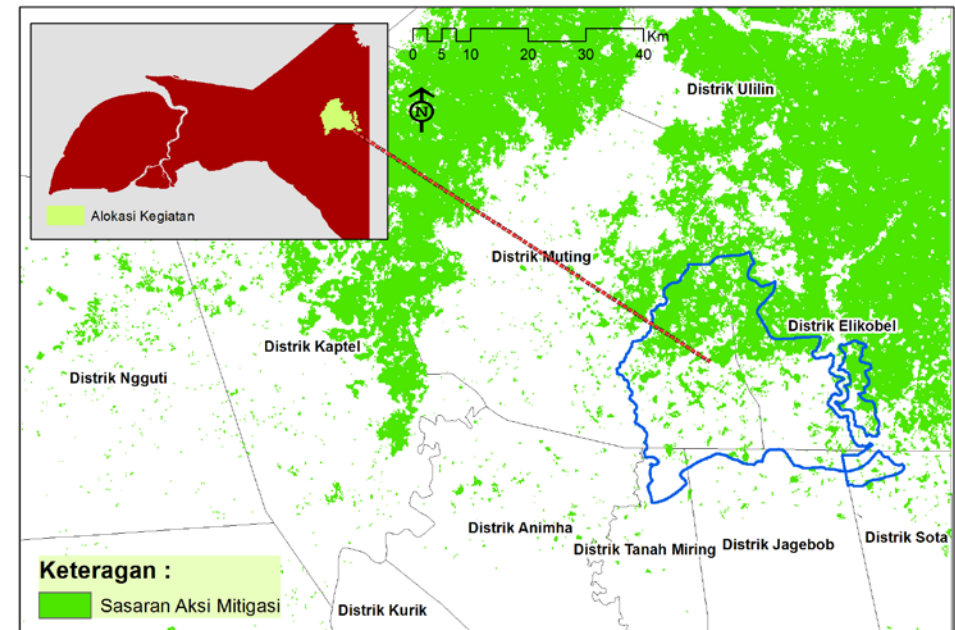 Km
0 5 10 20 30 40
N
Distrik Ulilin
Alokasi Kegiatan
Distrik Muting
Distrik Elikobel
Distrik Kaptel
Distrik Ngguti
Distrik Animha
Distrik Tanah Miring
Distrik Jagebob
Distrik Sota
Keteragan :
Sasaran Aksi Mitigasi
Distrik Kurik